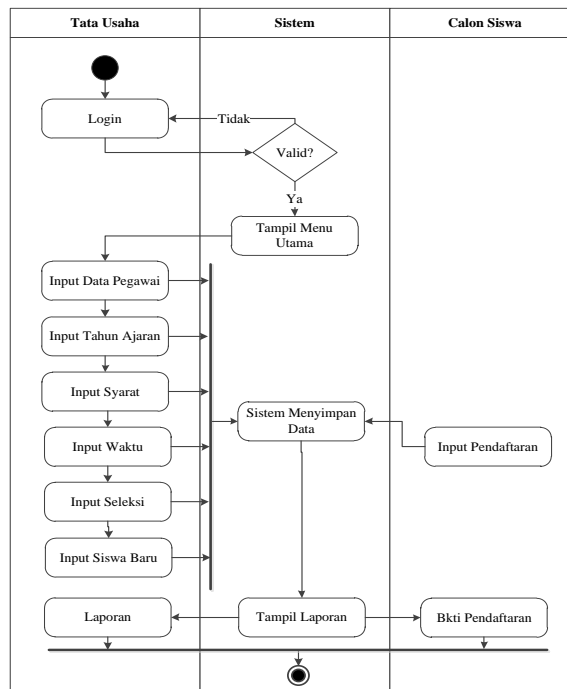 Tata Usaha
Sistem
Calon Siswa
Login
Tidak
Valid?
Ya
Tampil Menu
Utama
Input Data Pegawai
Input Tahun Ajaran
Input Syarat
Sistem Menyimpan
Data
Input Waktu
Input Pendaftaran
Input Seleksi
Input Siswa Baru
Laporan
Tampil Laporan
Bkti Pendaftaran